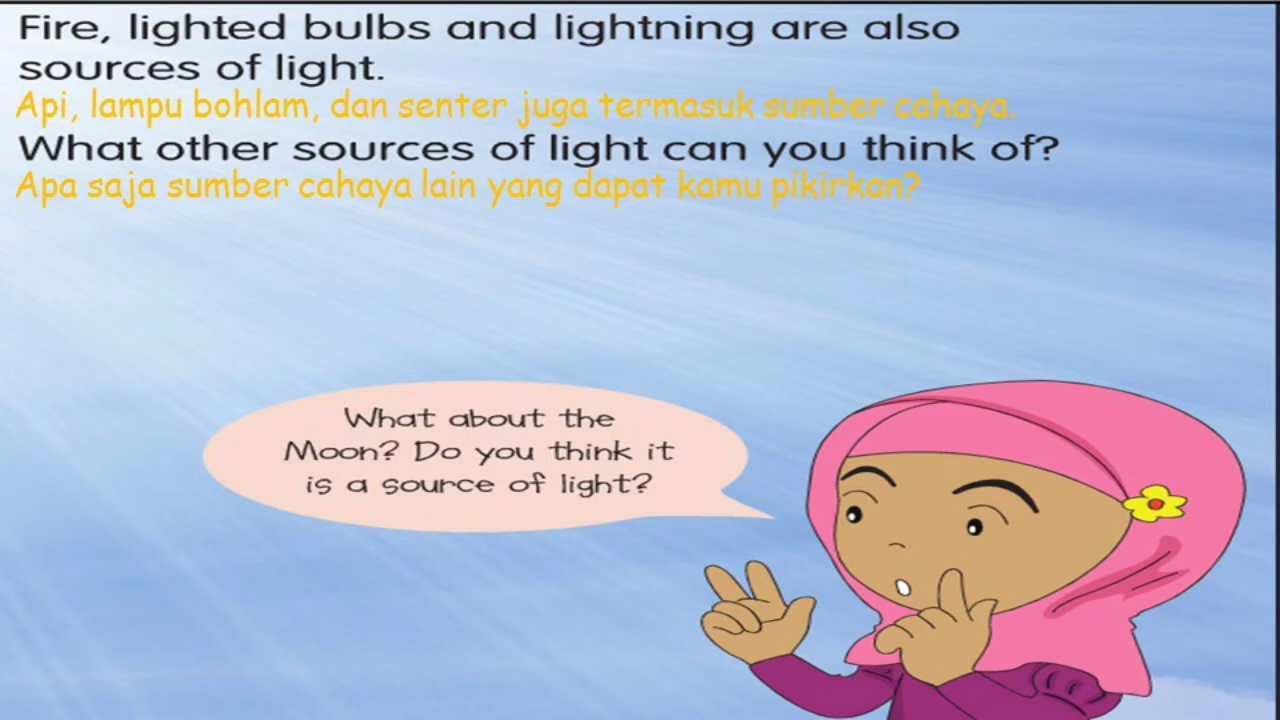 Fire, lighted bulbs and lightning are also
sources of light.
Api, lampu bohlam, dan senter juga termasuk sumber cahaya.
What other sources of light can you think of?
Apa saja sumber cahaya lain yang dapat kamu pikirkan?
What about the
Moon? Do you think it
is a source of light?